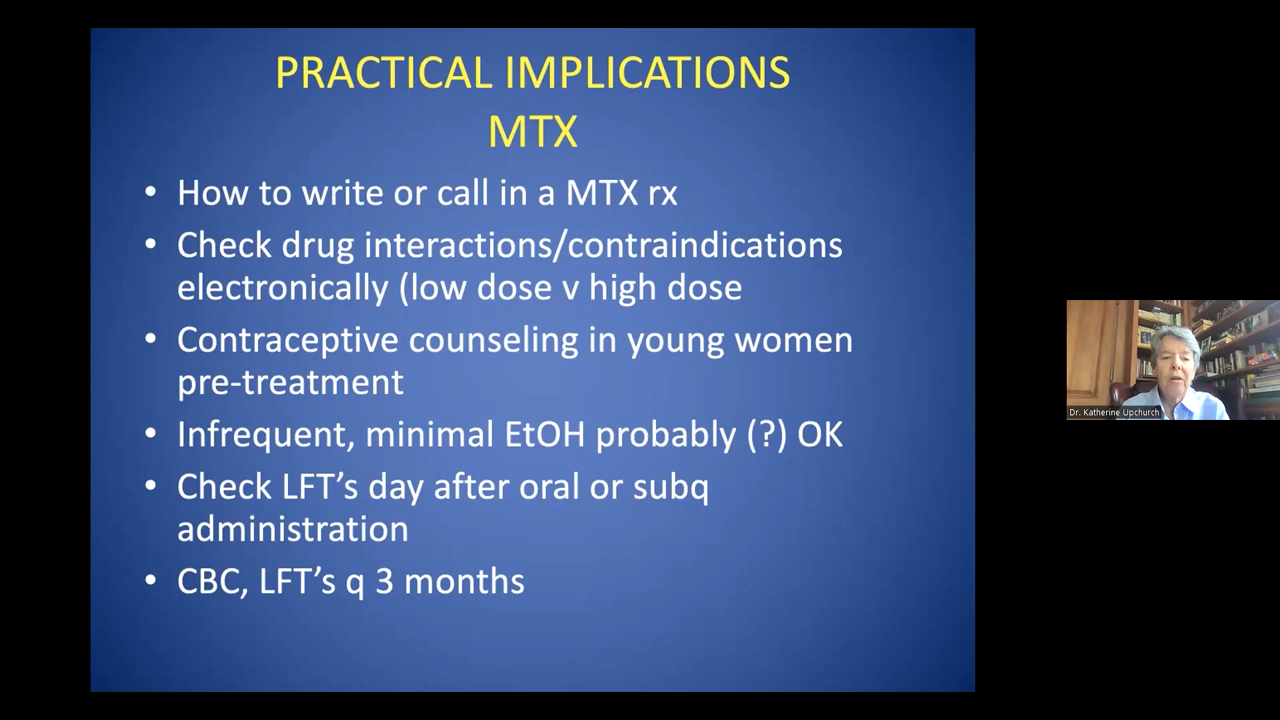 PRACTICAL IMPLICATIONS
MTX
• How to write or call in a MTX rx
• Check drug interactions/contraindications
electronically (low dose v high dose
• Contraceptive counseling in young women
pre-treatment
• Infrequent, minimal EtOH probably (?) OK
• Check LFT’s day after oral or subq
administration
• CBC, LFT’s q 3 months
Dr. Katherine Upchurch